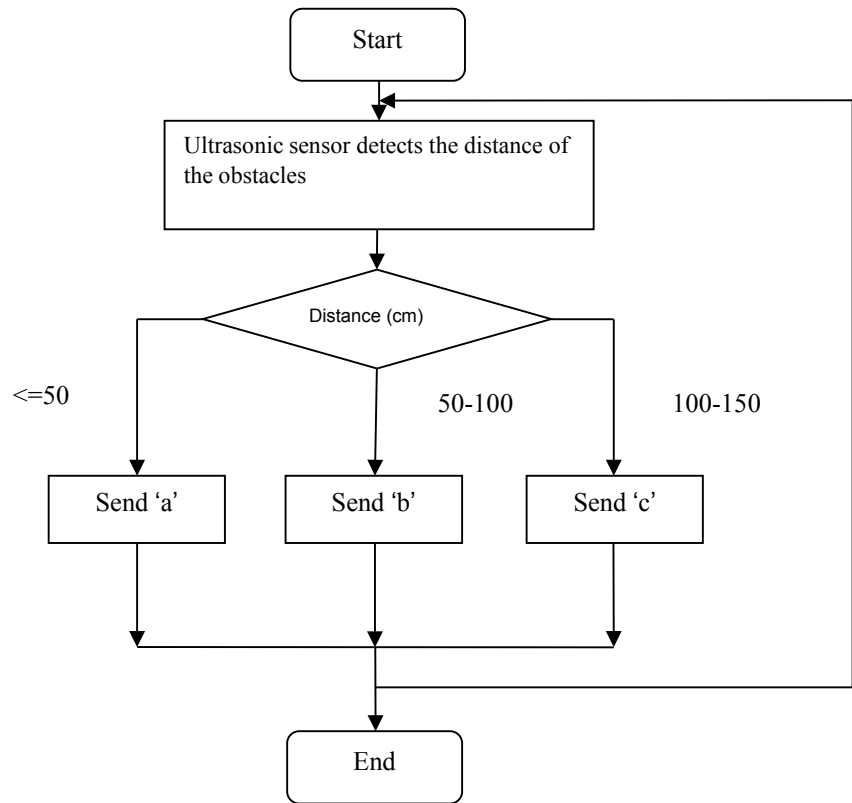 Start
Ultrasonic sensor detects the distance of
the obstacles
Distance (cm)
<=50
50-100
100-150
Send ‘a’
Send ‘b’
Send ‘c’
End